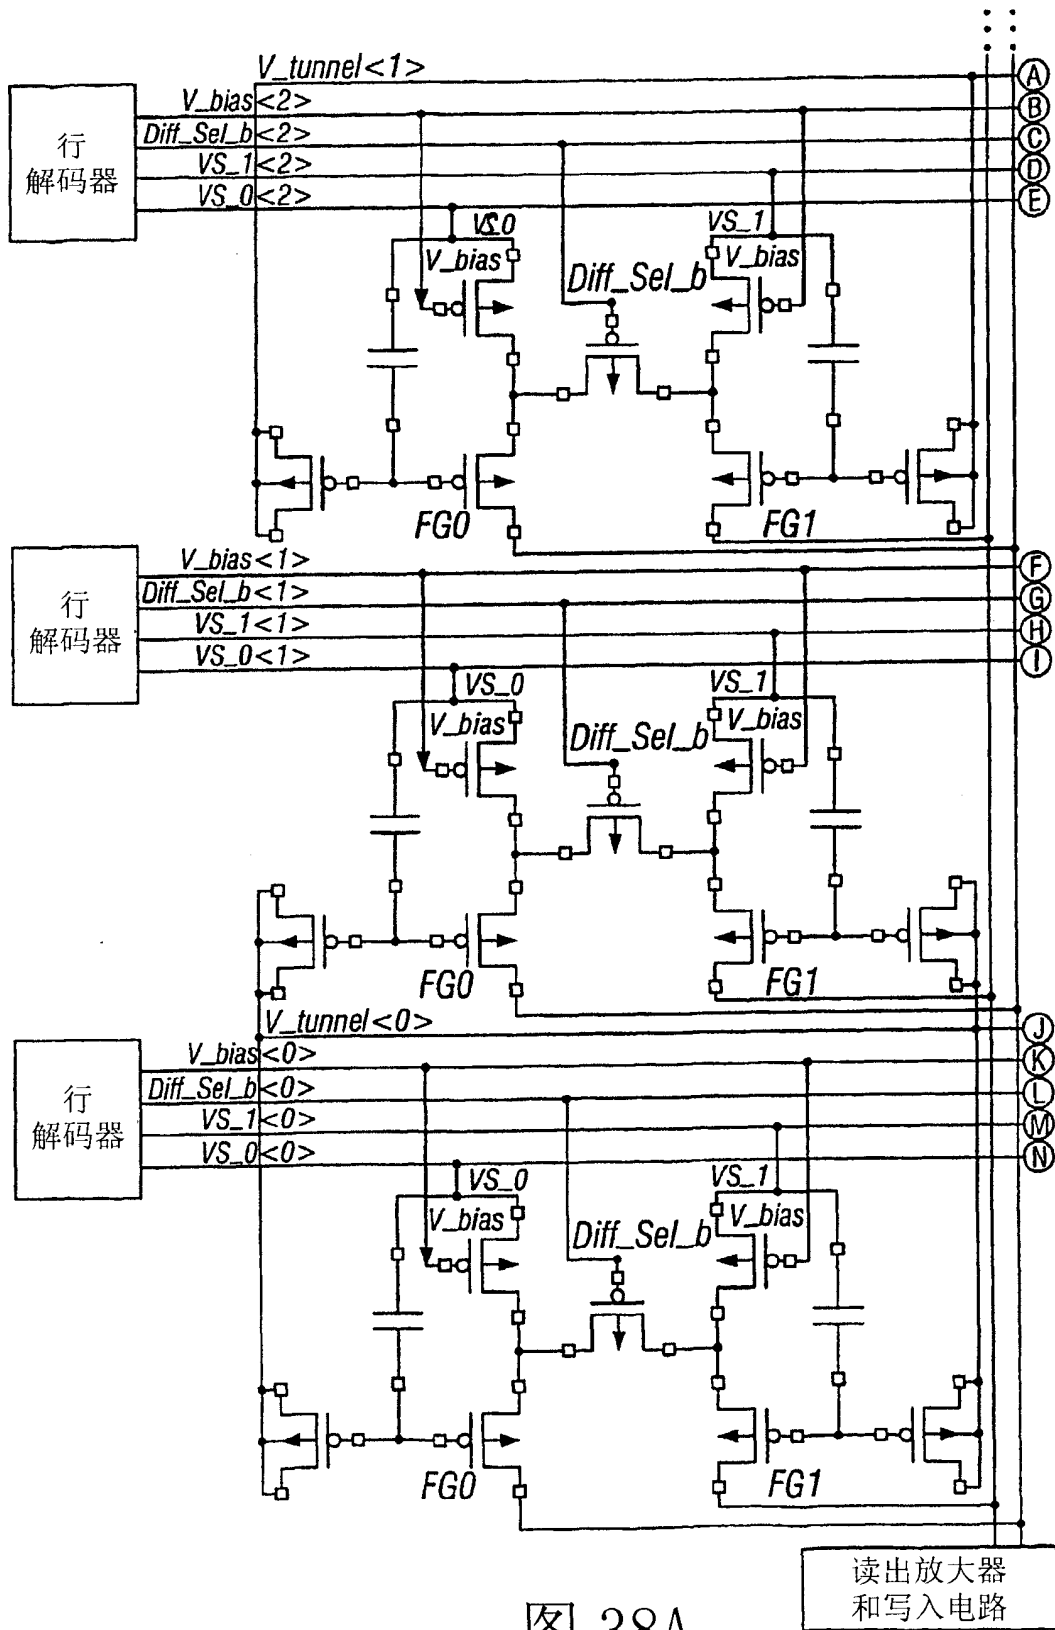 V_tunnel<1>
A
行
解码器
V_bias<2>
B
Diff_Sel_b<2>
C
VS_1<2>
D
VS_0<2>
E
VS_0
VS_1
V_bias
V_bias
Diff_Sel_b
FG0
FG1
行
解码器
V_bias<1>
F
Diff_Sel_b<1>
G
VS_1<1>
H
VS_0<1>
I
VS_0
VS_1
V_bias
V_bias
Diff_Sel_b
FG0
FG1
V_tunnel<0>
J
行
解码器
V_bias<0>
K
Diff_Sel_b<0>
L
VS_1<0>
M
VS_0<0>
N
VS_0
VS_1
V_bias
V_bias
Diff_Sel_b
FG0
FG1
读出放大器
和写入电路
图 38A